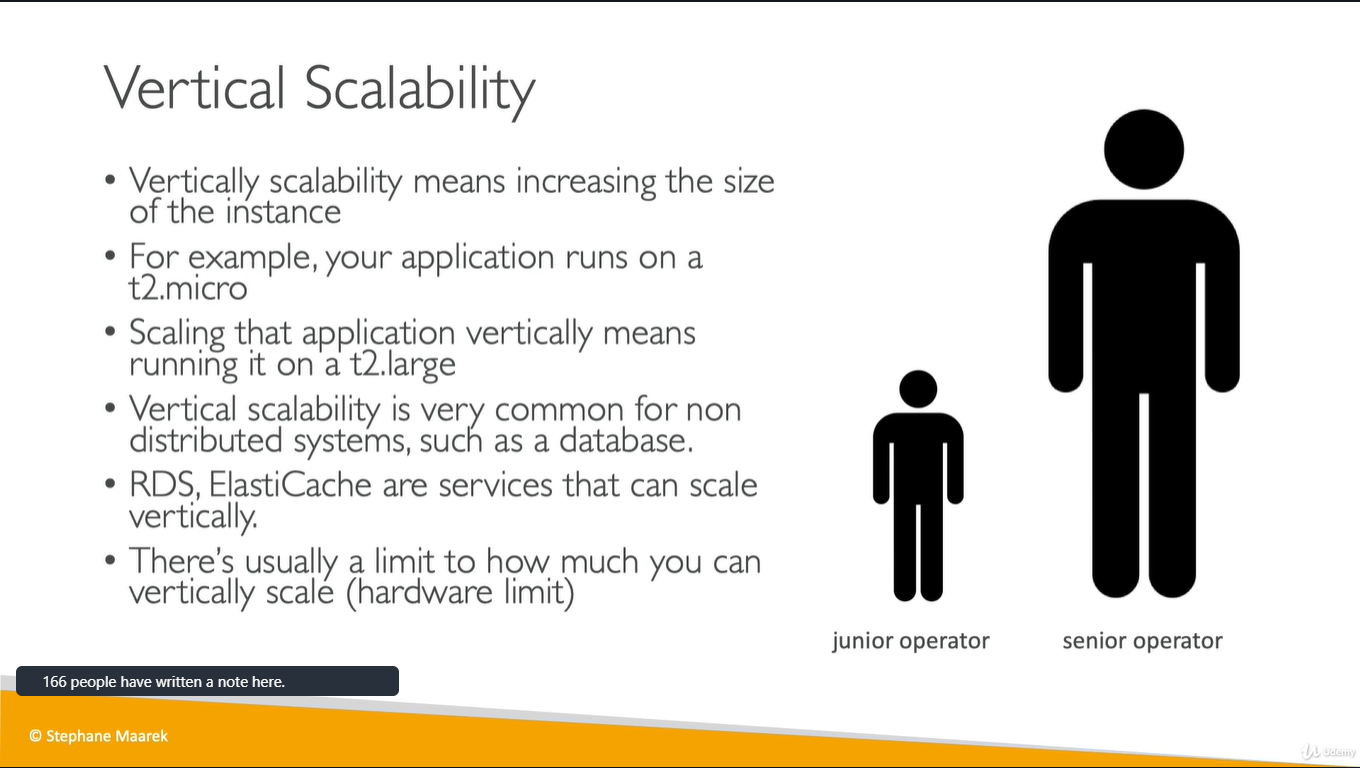 Vertical Scalability
• Vertically scalability means increasing the size
of the instance
• For example, your application runs on a
t2.micro
• Scaling that application vertically means
running it on a t2.large
• Vertical scalability is very common for non
distributed systems, such as a database.
• RDS, ElastiCache are services that can scale
vertically.
• There's usually a limit to how much you can
vertically scale (hardware limit)
junior operator
senior operator
166 people have written a note here.
© Stephane Maarek
Udemy